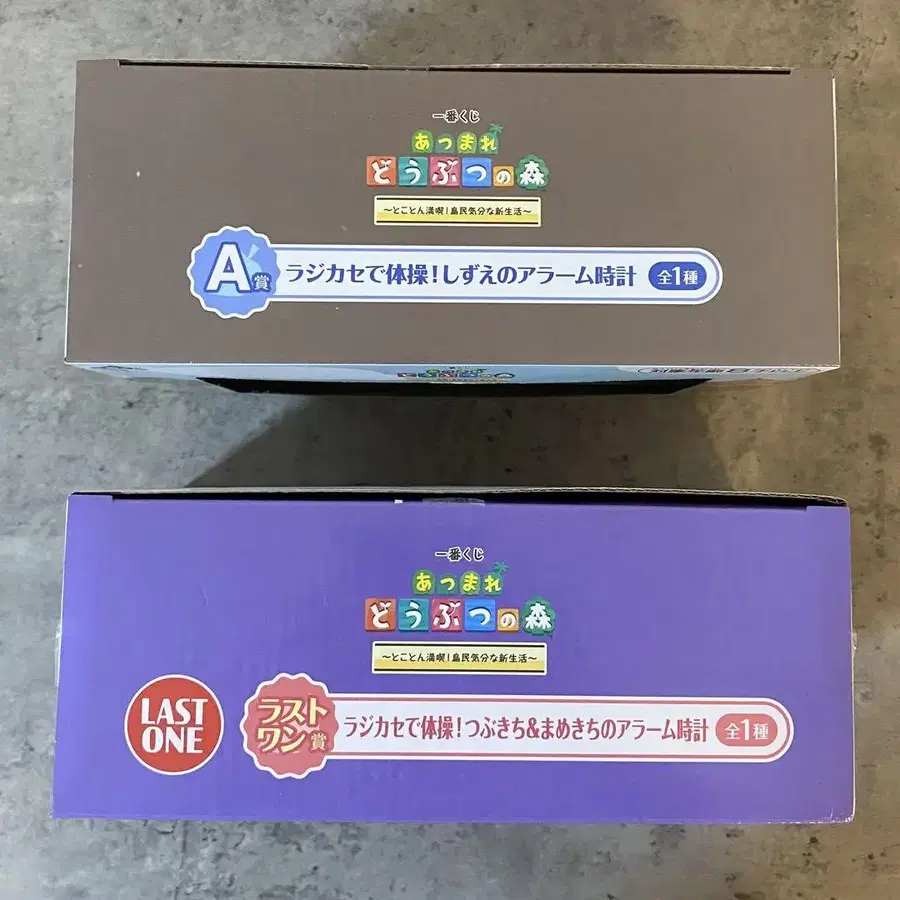 一番くじ
あつまれ
どうぶつの森
～とことん満喫！島民気分な新生活～
A賞
ラジカセで体操！しずえのアラーム時計 全1種
一番くじ
あつまれ
どうぶつの森
～とことん満喫！島民気分な新生活～
LAST
ONE
ラスト
ワン賞
ラジカセで体操！つぶきち&まめきちのアラーム時計 全1種